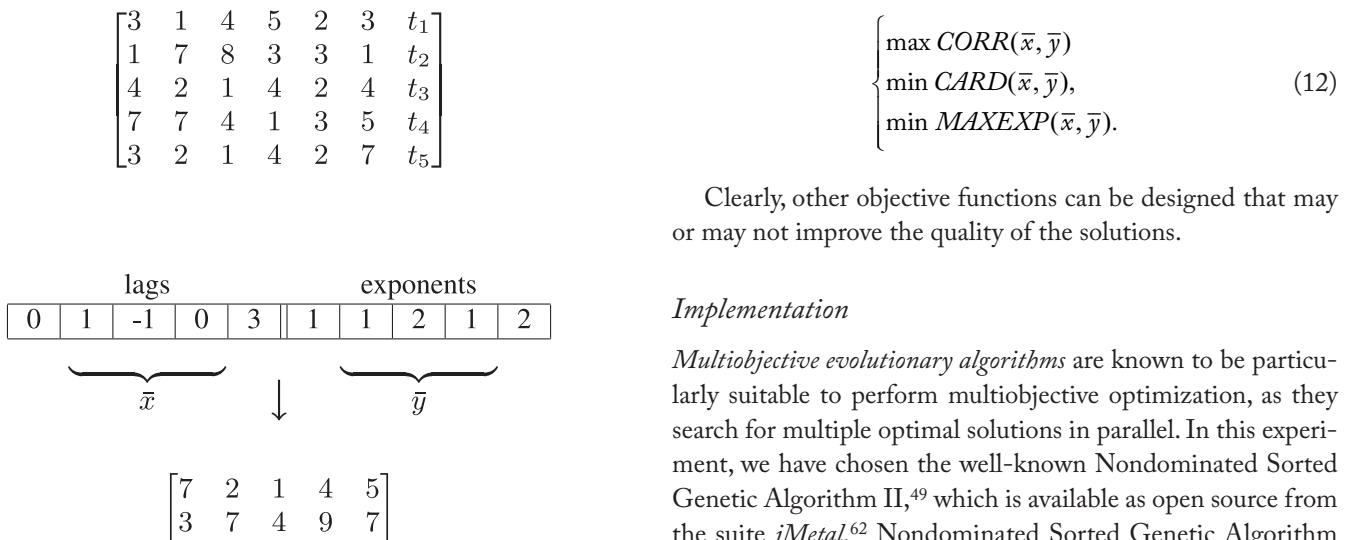 3 1 4 5 2 3 t₁
1 7 8 3 3 1 t₂
4 2 1 4 2 4 t₃
7 7 4 1 3 5 t₄
3 2 1 4 2 7 t₅
lags exponents
0 1 -1 0 3 1 1 2 1 2
x̄ ↓ ȳ
7 2 1 4 5
3 7 4 9 7
max CORR(x̄, ȳ)
min CARD(x̄, ȳ), (12)
min MAXEXP(x̄, ȳ).
Clearly, other objective functions can be designed that may
or may not improve the quality of the solutions.
Implementation
Multiobjective evolutionary algorithms are known to be particu-
larly suitable to perform multiobjective optimization, as they
search for multiple optimal solutions in parallel. In this experi-
ment, we have chosen the well-known Nondominated Sorted
Genetic Algorithm II,⁴⁹ which is available as open source from
the suite jMetal.⁶² Nondominated Sorted Genetic Algorithm